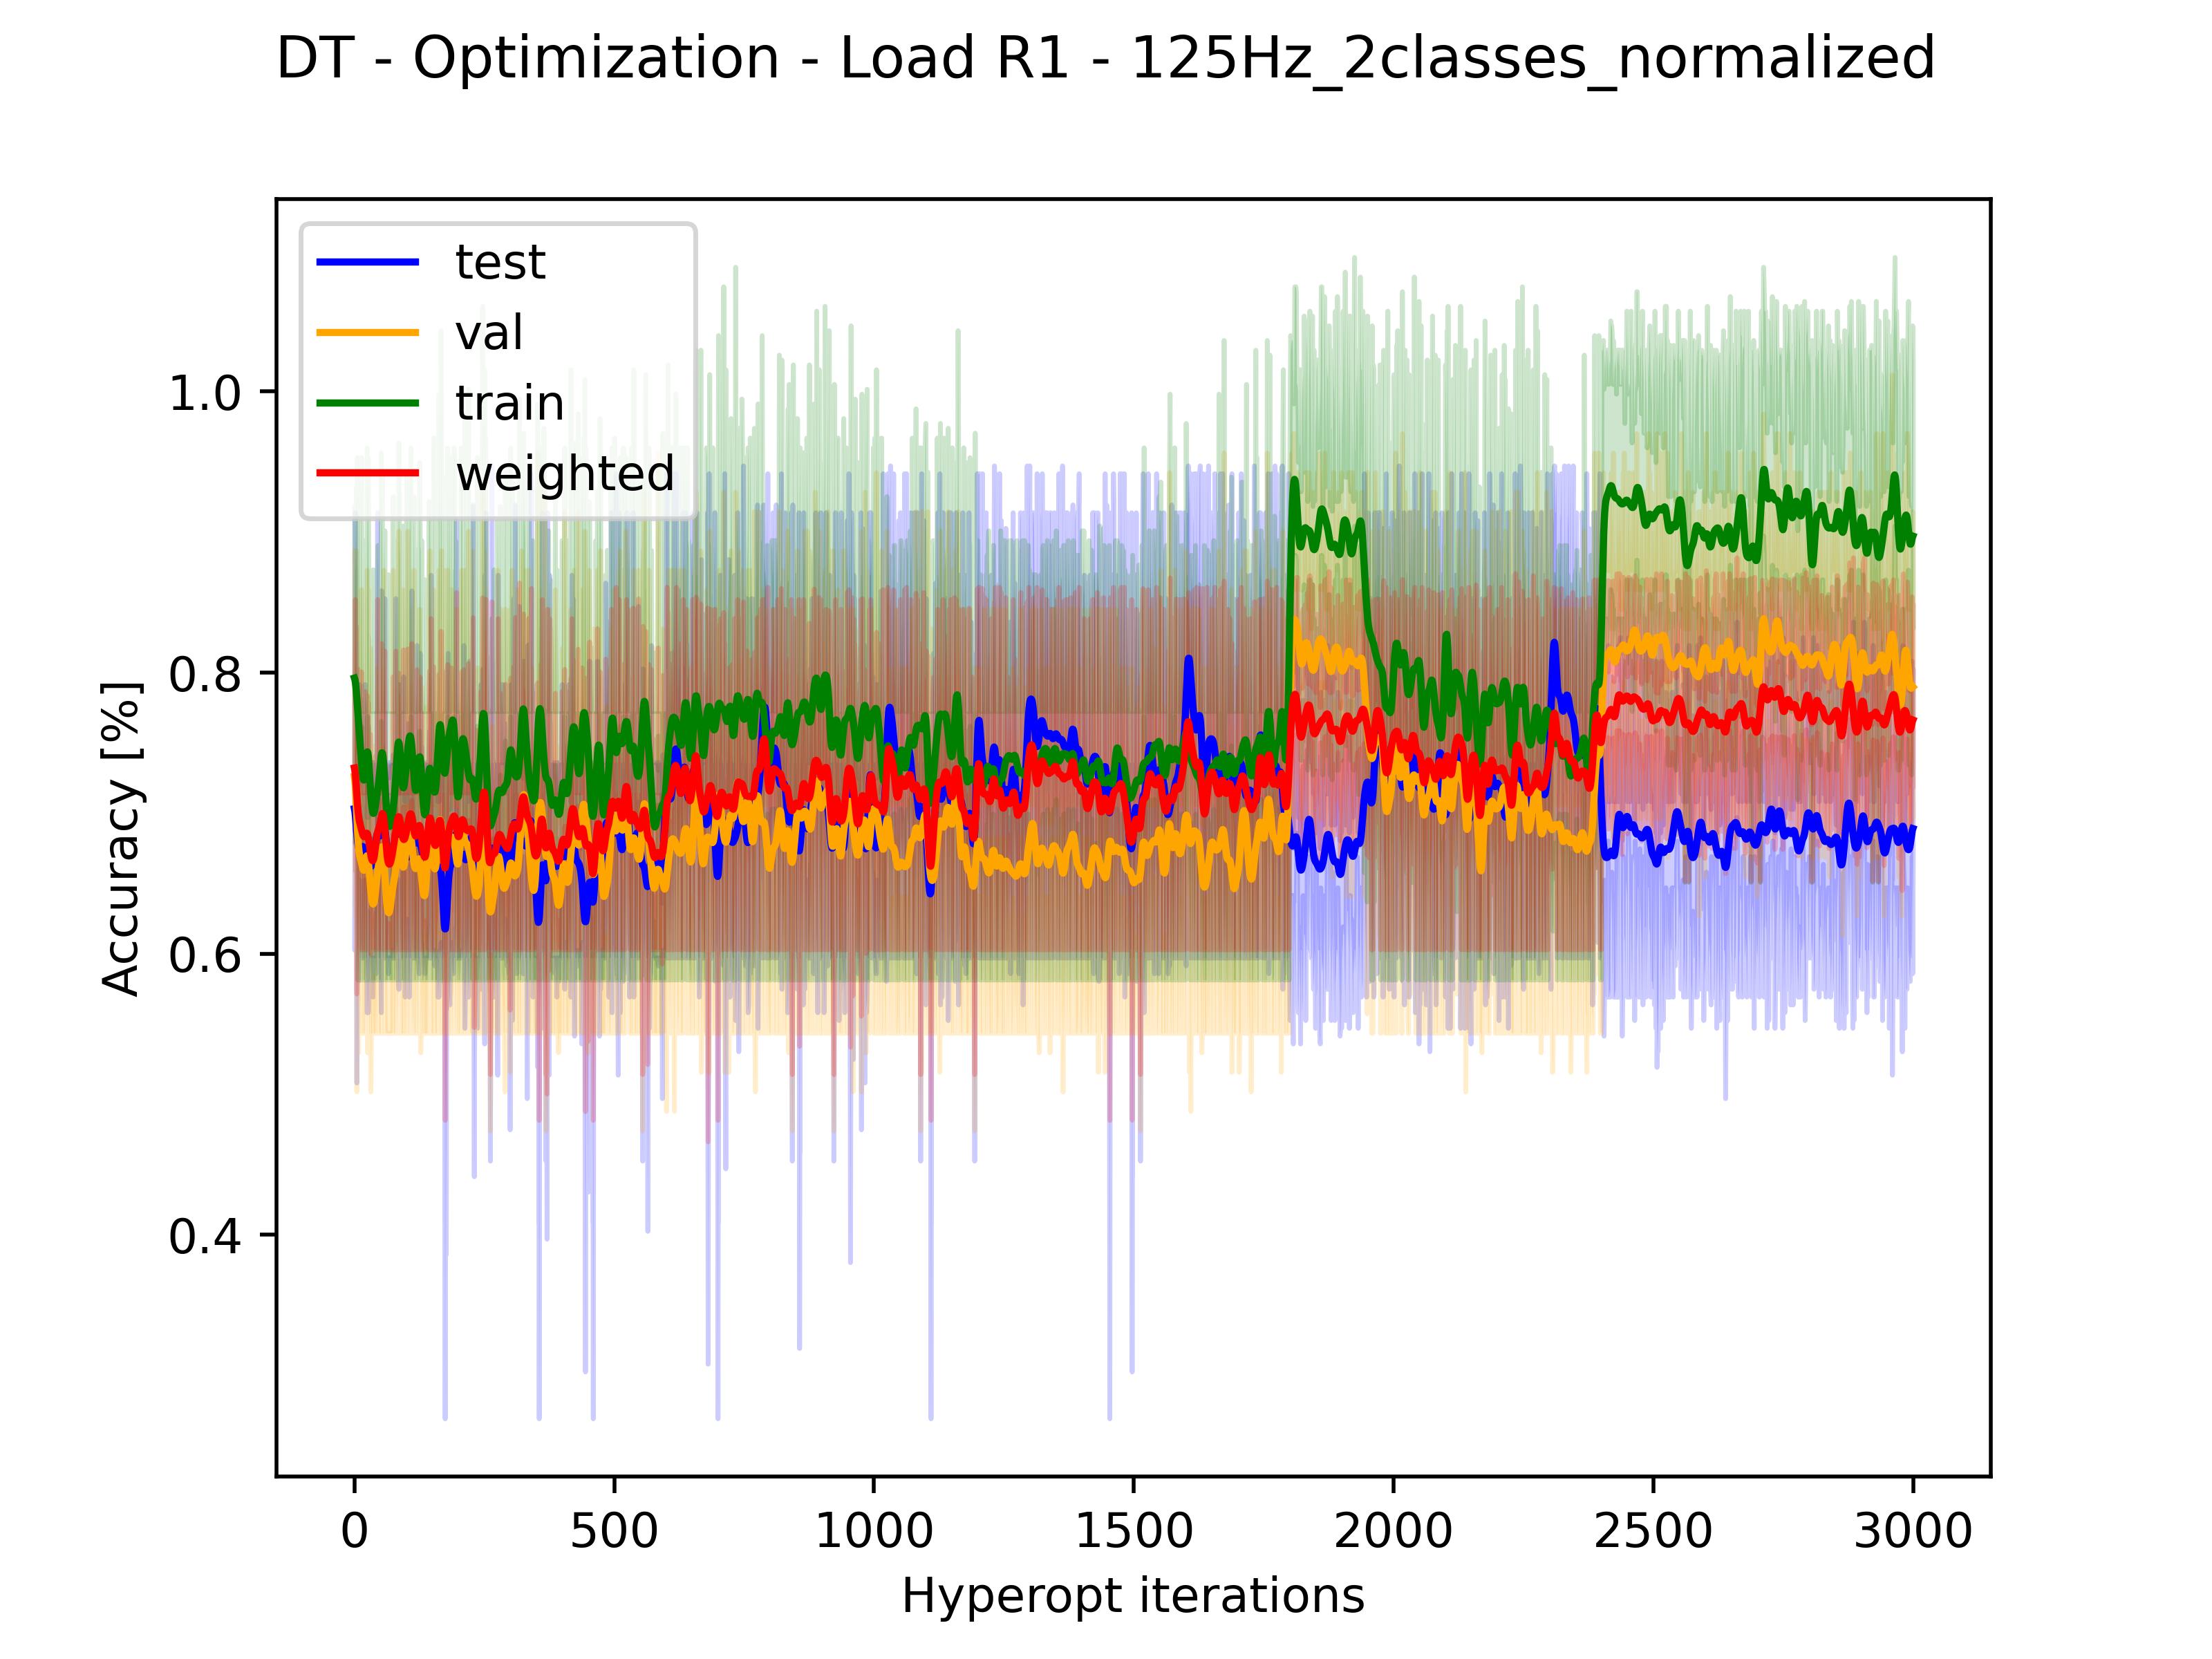 DT - Optimization - Load R1 - 125Hz_2classes_normalized
test
val
train
weighted
1.0
0.8
0.6
0.4
Accuracy [%]
0 500 1000 1500 2000 2500 3000
Hyperopt iterations